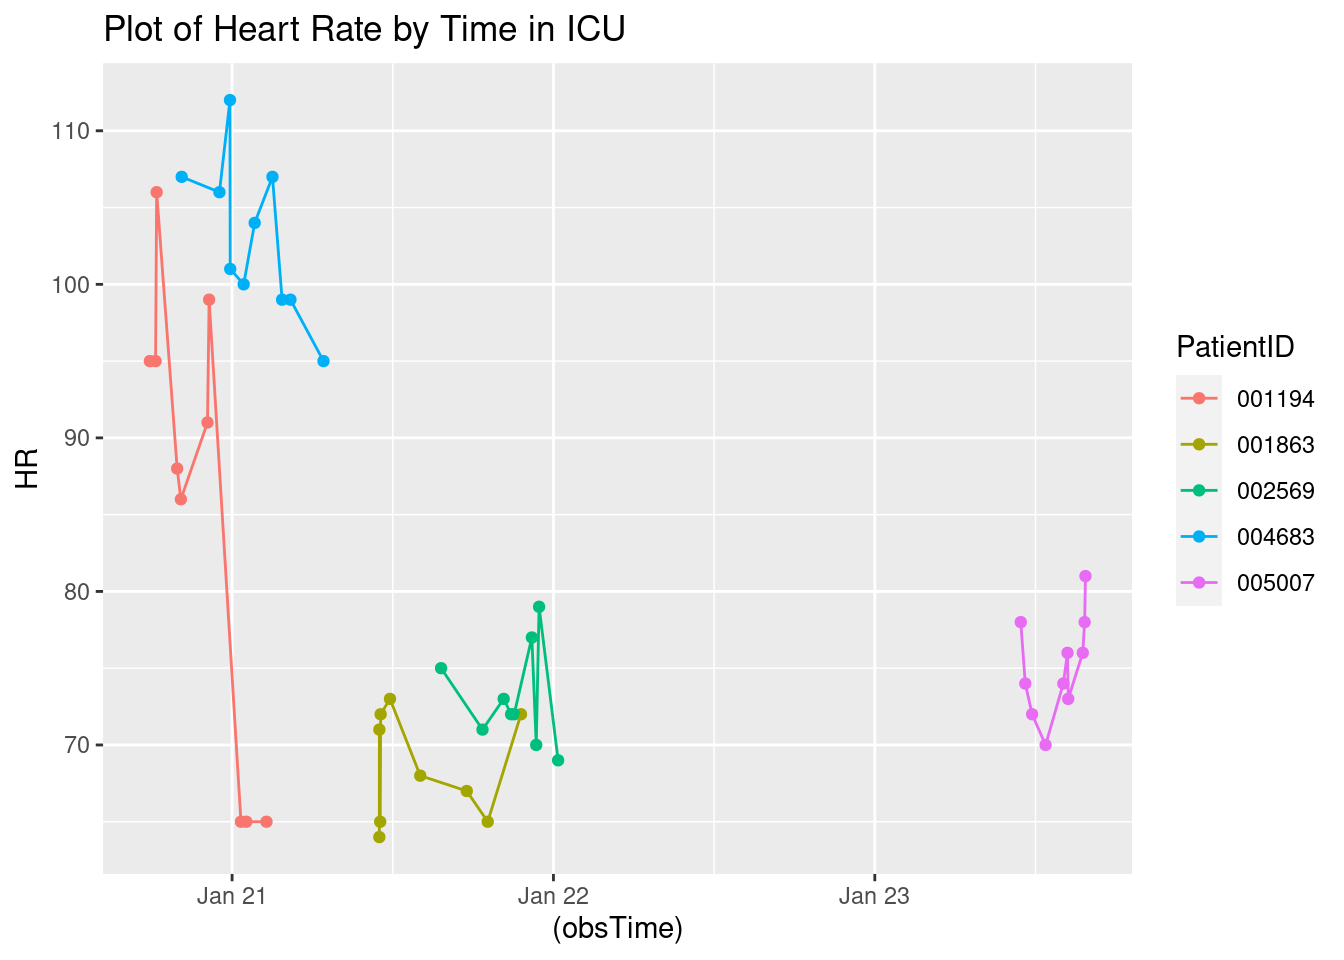 Plot of Heart Rate by Time in ICU
110
100
90
80
70
HR
Jan 21
Jan 22
Jan 23
(obsTime)
PatientID
001194
001863
002569
004683
005007